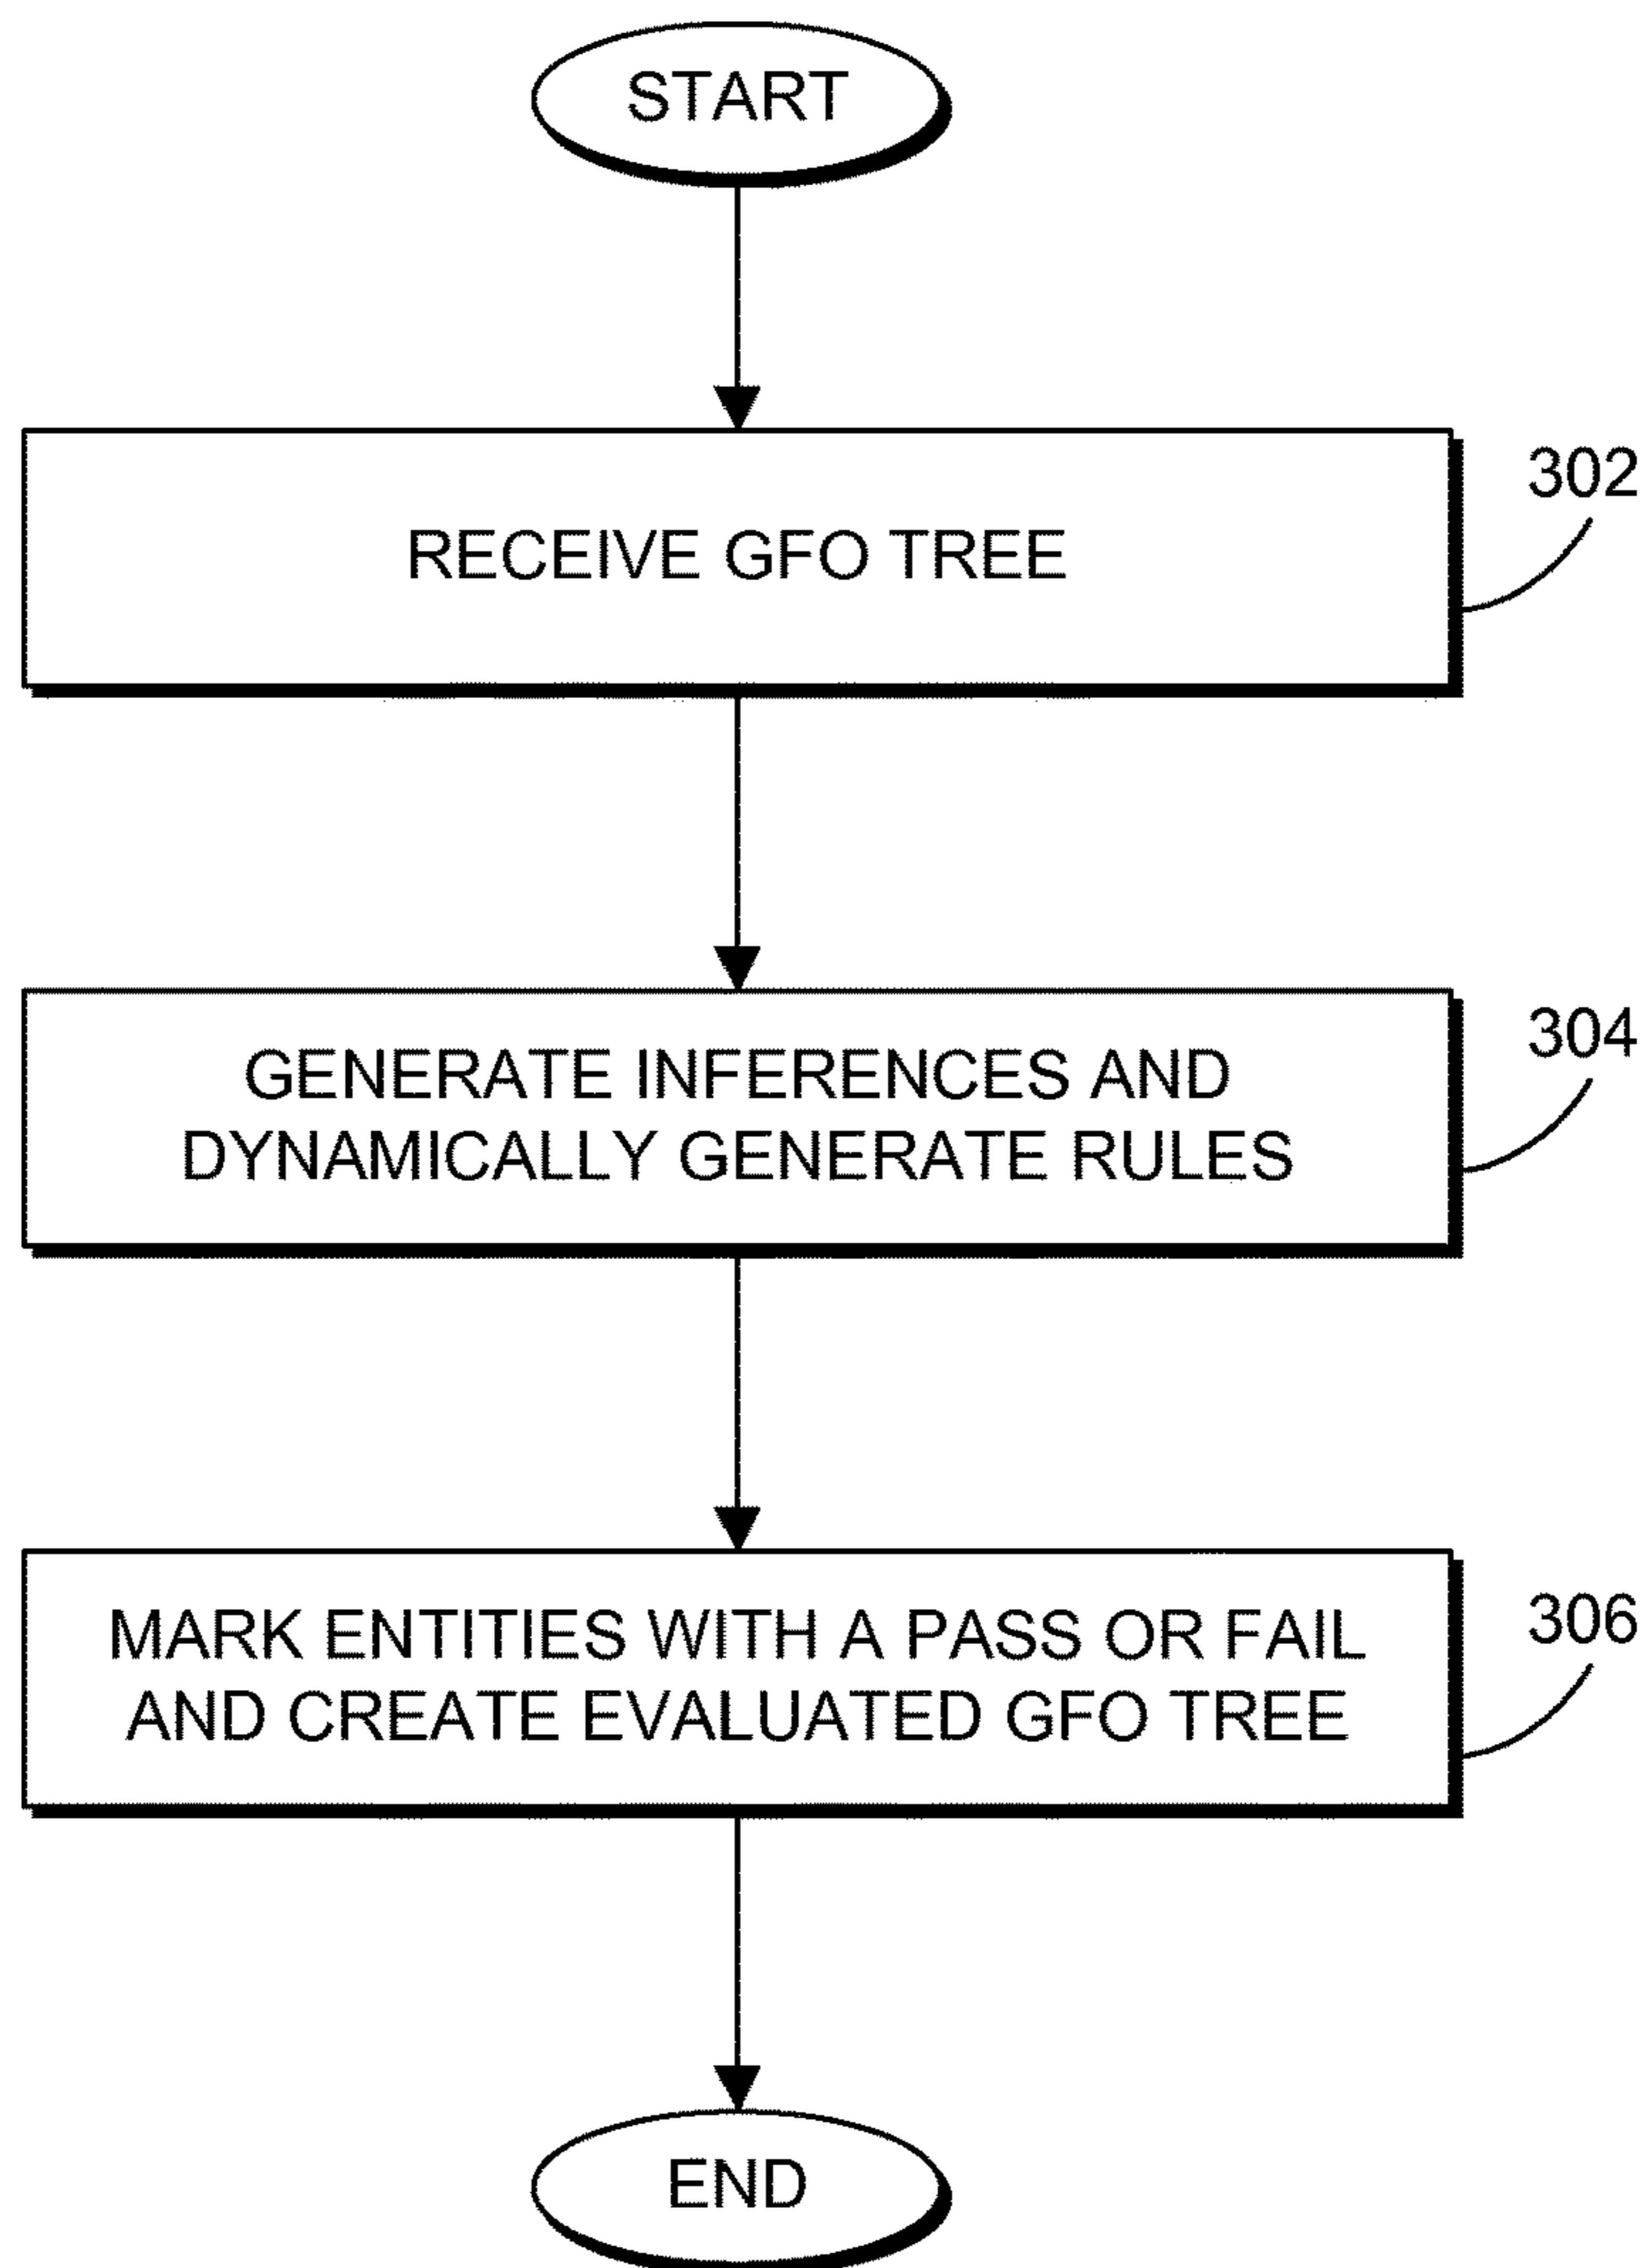 START
302
RECEIVE GFO TREE
304
GENERATE INFERENCES AND
DYNAMICALLY GENERATE RULES
306
MARK ENTITIES WITH A PASS OR FAIL
AND CREATE EVALUATED GFO TREE
END